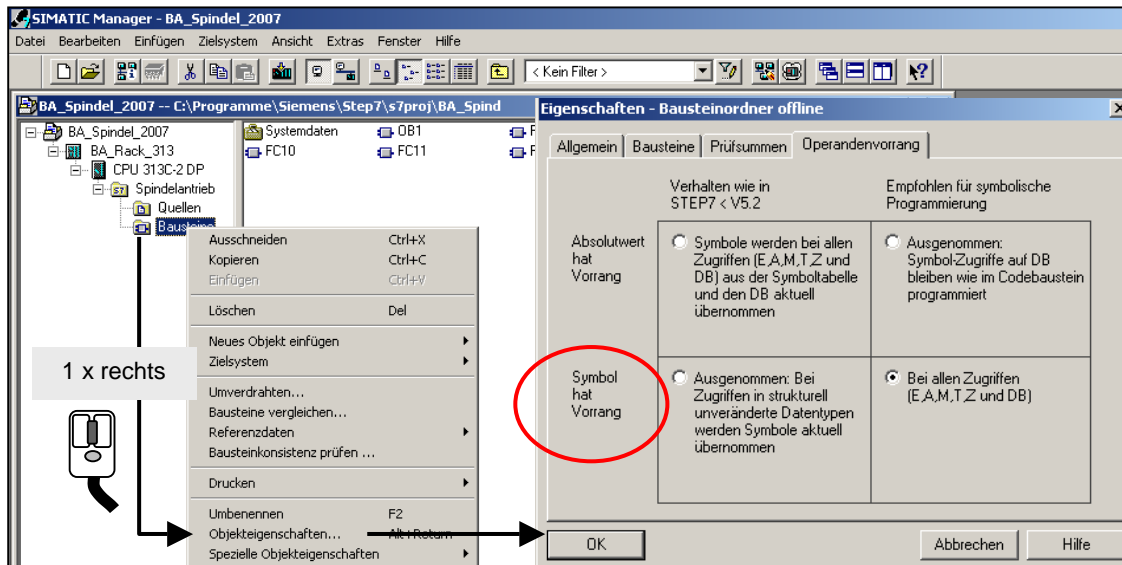 SIMATIC Manager - BA_Spindel_2007
Datei Bearbeiten Einfügen Zielsystem Ansicht Extras Fenster Hilfe
< Kein Filter >
BA_Spindel_2007 -- C:\Programme\Siemens\Step7\s7proj\BA_Spind
BA_Spindel_2007
BA_Rack_313
CPU 313C-2 DP
Spindelantrieb
Quellen
Bausteine
Systemdaten OB1
FC10 FC11
1 x rechts
Ausschneiden Ctrl+X
Kopieren Ctrl+C
Einfügen Ctrl+V
Löschen Del
Neues Objekt einfügen
Zielsystem
Umverdrahten...
Bausteine vergleichen...
Referenzdaten
Bausteinkonsistenz prüfen ...
Drucken
Umbenennen F2
Objekteigenschaften... Alt+Return
Spezielle Objekteigenschaften
Eigenschaften - Bausteinordner offline
Allgemein Bausteine Prüfsummen Operandenvorrang
Verhalten wie in
STEP7 < V5.2
Empfohlen für symbolische
Programmierung
Absolutwert
hat
Vorrang
Symbole werden bei allen
Zugriffen (E,A,M,T,Z und
DB) aus der Symboltabelle
und den DB aktuell
übernommen
Ausgenommen:
Symbol-Zugriffe auf DB
bleiben wie im Codebaustein
programmiert
Symbol
hat
Vorrang
Ausgenommen: Bei
Zugriffen in strukturell
unveränderte Datentypen
werden Symbole aktuell
übernommen
Bei allen Zugriffen
(E,A,M,T,Z und DB)
OK Abbrechen Hilfe